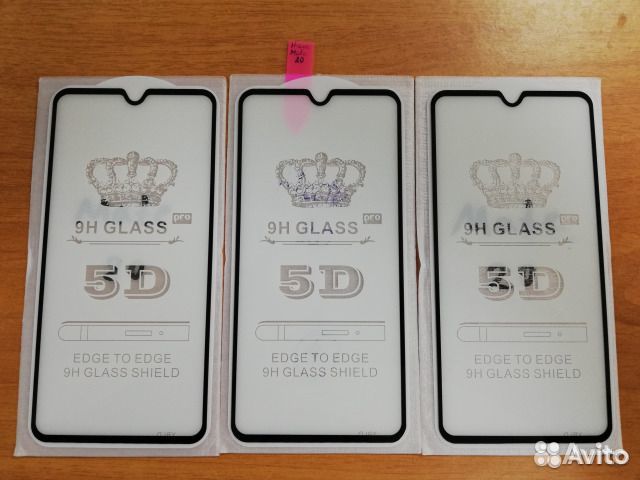 20
9H GLASS pro
5D
EDGE TO EDGE
9H GLASS SHIELD
9H GLASS pro
5D
EDGE TO EDGE
9H GLASS SHIELD
9H GLASS pro
5D
EDGE TO EDGE
9H GLASS SHIELD
Avito